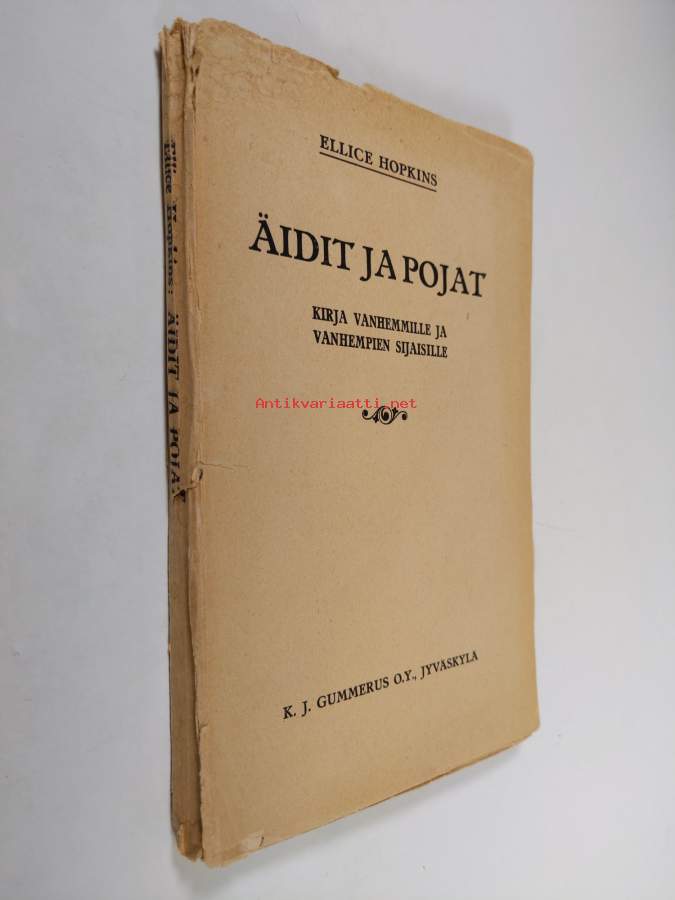 ELLICE HOPKINS
ÄIDIT JA POJAT
KIRJA VANHEMMILLE JA
VANHEMPIEN SIJAISILLE
Antikvariaatti.net
K. J. GUMMERUS O.Y., JYVÄSKYLÄ
Ellice Hopkins: ÄIDIT JA POJAT